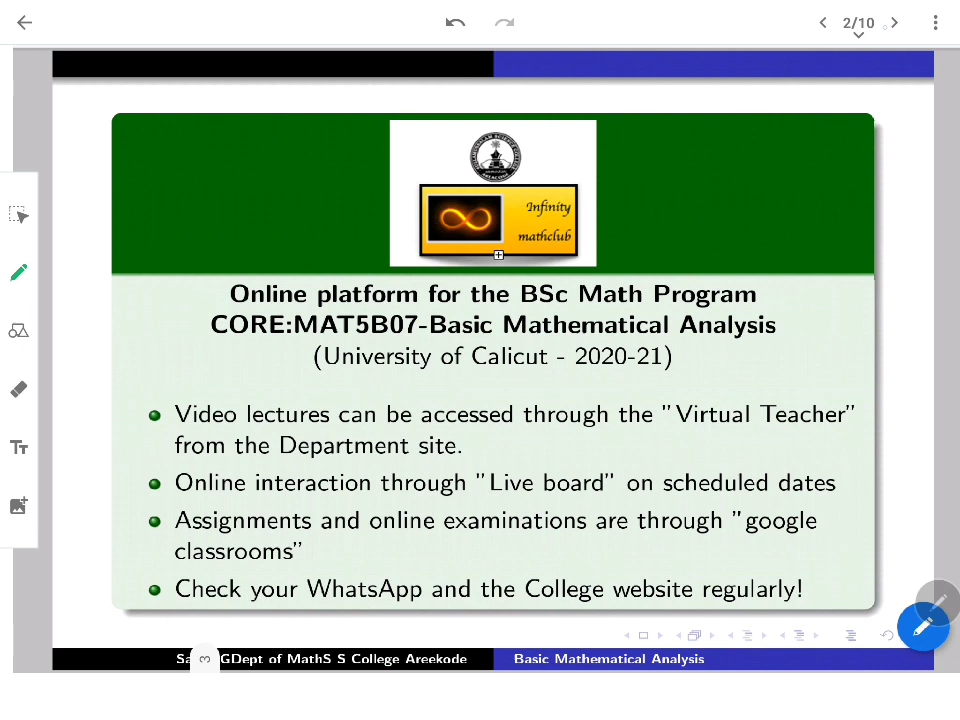 2/10
Infinity
mathclub
Online platform for the BSc Math Program
CORE:MAT5B07-Basic Mathematical Analysis
(University of Calicut - 2020-21)
Video lectures can be accessed through the "Virtual Teacher"
from the Department site.
Online interaction through "Live board" on scheduled dates
Assignments and online examinations are through "google
classrooms"
Check your WhatsApp and the College website regularly!
GDept of MathS S College Areekode
Basic Mathematical Analysis
3